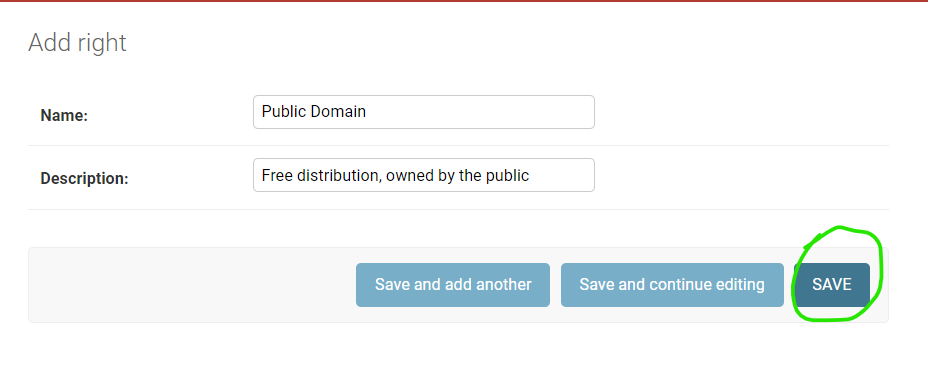 Add right
Name: Public Domain
Description: Free distribution, owned by the public
Save and add another Save and continue editing SAVE